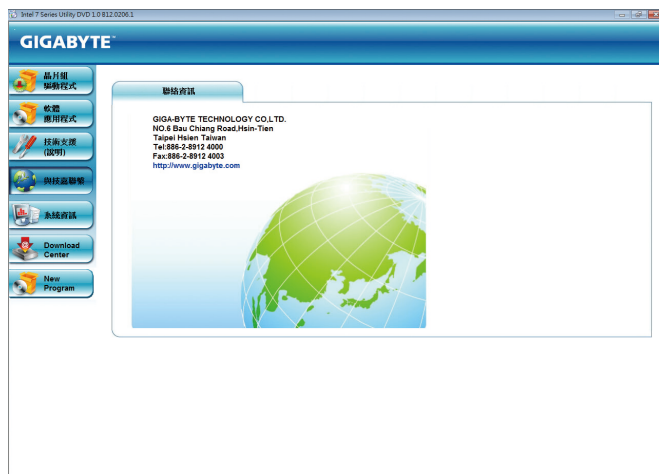 Intel 7 Series Utility DVD 1.0 B12.0206.1
GIGABYTE™
晶片組
驅動程式
軟體
應用程式
技術支援
(說明)
與技嘉聯繫
系統資訊
Download
Center
New
Program
聯絡資訊
GIGA-BYTE TECHNOLOGY CO,LTD.
NO.6 Bau Chiang Road,Hsin-Tien
Taipei Hsien Taiwan
Tel:886-2-8912 4000
Fax:886-2-8912 4003
http://www.gigabyte.com